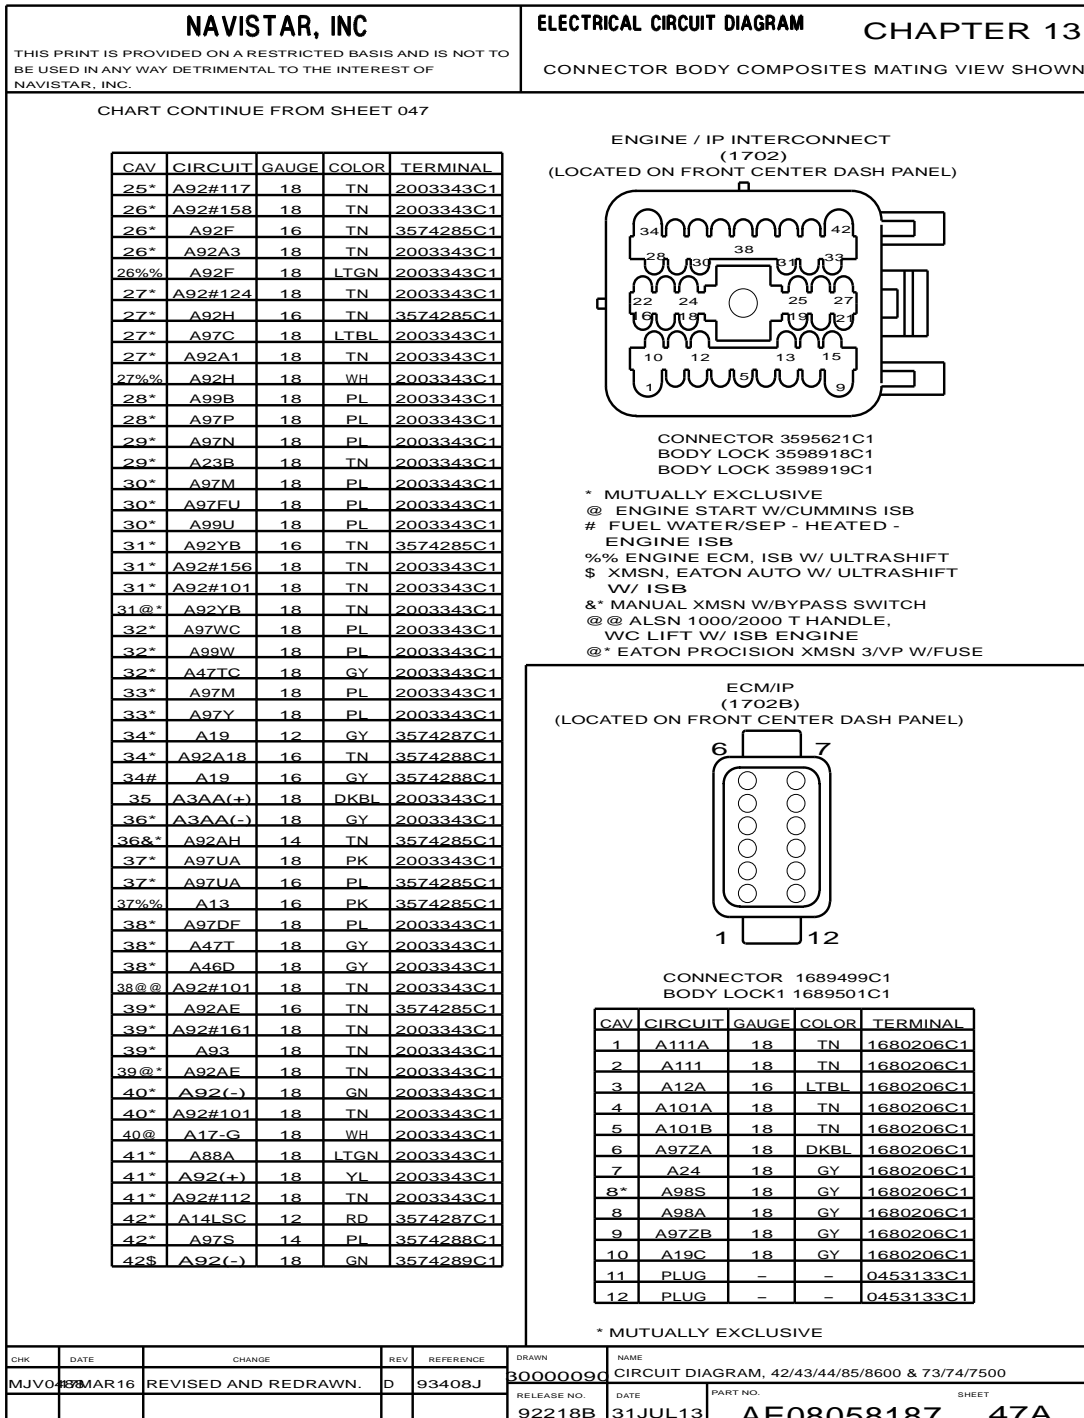 NAVISTAR, INC
THIS PRINT IS PROVIDED ON A RESTRICTED BASIS AND IS NOT TO
BE USED IN ANY WAY DETRIMENTAL TO THE INTEREST OF
NAVISTAR, INC.
ELECTRICAL CIRCUIT DIAGRAM CHAPTER 13
CONNECTOR BODY COMPOSITES MATING VIEW SHOWN
CHART CONTINUE FROM SHEET 047
CAV CIRCUIT GAUGE COLOR TERMINAL
25* A92#117 18 TN 2003343C1
26* A92#158 18 TN 2003343C1
26* A92F 16 TN 3574285C1
26* A92A3 18 TN 2003343C1
26%% A92F 18 LTGN 2003343C1
27* A92#124 18 TN 2003343C1
27* A92H 16 TN 3574285C1
27* A97C 18 LTBL 2003343C1
27* A92A1 18 TN 2003343C1
27%% A92H 18 WH 2003343C1
28* A99B 18 PL 2003343C1
28* A97P 18 PL 2003343C1
29* A97N 18 PL 2003343C1
29* A23B 18 TN 2003343C1
30* A97M 18 PL 2003343C1
30* A97FU 18 PL 2003343C1
30* A99U 18 PL 2003343C1
31* A92YB 16 TN 3574285C1
31* A92#156 18 TN 2003343C1
31* A92#101 18 TN 2003343C1
31@* A92YB 18 TN 2003343C1
32* A97WC 18 PL 2003343C1
32* A99W 18 PL 2003343C1
32* A47TC 18 GY 2003343C1
33* A97M 18 PL 2003343C1
33* A97Y 18 PL 2003343C1
34* A19 12 GY 3574287C1
34* A92A18 16 TN 3574288C1
34# A19 16 GY 3574288C1
35 A3AA(+) 18 DKBL 2003343C1
36* A3AA(-) 18 GY 2003343C1
36&* A92AH 14 TN 3574285C1
37* A97UA 18 PK 2003343C1
37* A97UA 16 PL 3574285C1
37%% A13 16 PK 3574285C1
38* A97DF 18 PL 2003343C1
38* A47T 18 GY 2003343C1
38* A46D 18 GY 2003343C1
38@@ A92#101 18 TN 2003343C1
39* A92AE 16 TN 3574285C1
39* A92#161 18 TN 2003343C1
39* A93 18 TN 2003343C1
39@* A92AE 18 TN 2003343C1
40* A92(-) 18 GN 2003343C1
40* A92#101 18 TN 2003343C1
40@ A17-G 18 WH 2003343C1
41* A88A 18 LTGN 2003343C1
41* A92(+) 18 YL 2003343C1
41* A92#112 18 TN 2003343C1
42* A14LSC 12 RD 3574287C1
42* A97S 14 PL 3574288C1
42$ A92(-) 18 GN 3574289C1
ENGINE / IP INTERCONNECT
(1702)
(LOCATED ON FRONT CENTER DASH PANEL)
34 42
38
28 30 31 33
22 24 25 27
16 18 19 21
10 12 13 15
1 5 9
CONNECTOR 3595621C1
BODY LOCK 3598918C1
BODY LOCK 3598919C1
* MUTUALLY EXCLUSIVE
@ ENGINE START W/CUMMINS ISB
# FUEL WATER/SEP - HEATED -
ENGINE ISB
%% ENGINE ECM, ISB W/ ULTRASHIFT
$ XMSN, EATON AUTO W/ ULTRASHIFT
W/ ISB
&* MANUAL XMSN W/BYPASS SWITCH
@@ ALSN 1000/2000 T HANDLE,
WC LIFT W/ ISB ENGINE
@* EATON PROCISION XMSN 3/VP W/FUSE
ECM/IP
(1702B)
(LOCATED ON FRONT CENTER DASH PANEL)
6 7
1 12
CONNECTOR 1689499C1
BODY LOCK1 1689501C1
CAV CIRCUIT GAUGE COLOR TERMINAL
1 A111A 18 TN 1680206C1
2 A111 18 TN 1680206C1
3 A12A 16 LTBL 1680206C1
4 A101A 18 TN 1680206C1
5 A101B 18 TN 1680206C1
6 A97ZA 18 DKBL 1680206C1
7 A24 18 GY 1680206C1
8* A98S 18 GY 1680206C1
8 A98A 18 GY 1680206C1
9 A97ZB 18 GY 1680206C1
10 A19C 18 GY 1680206C1
11 PLUG – – 0453133C1
12 PLUG – – 0453133C1
* MUTUALLY EXCLUSIVE
CHK DATE CHANGE REV REFERENCE
REVISED AND REDRAWN. D 93408J
DRAWN
30000090
NAME
CIRCUIT DIAGRAM, 42/43/44/85/8600 & 73/74/7500
RELEASE NO. DATE PART NO. SHEET
92218B 31JUL13 AE08058187 47A